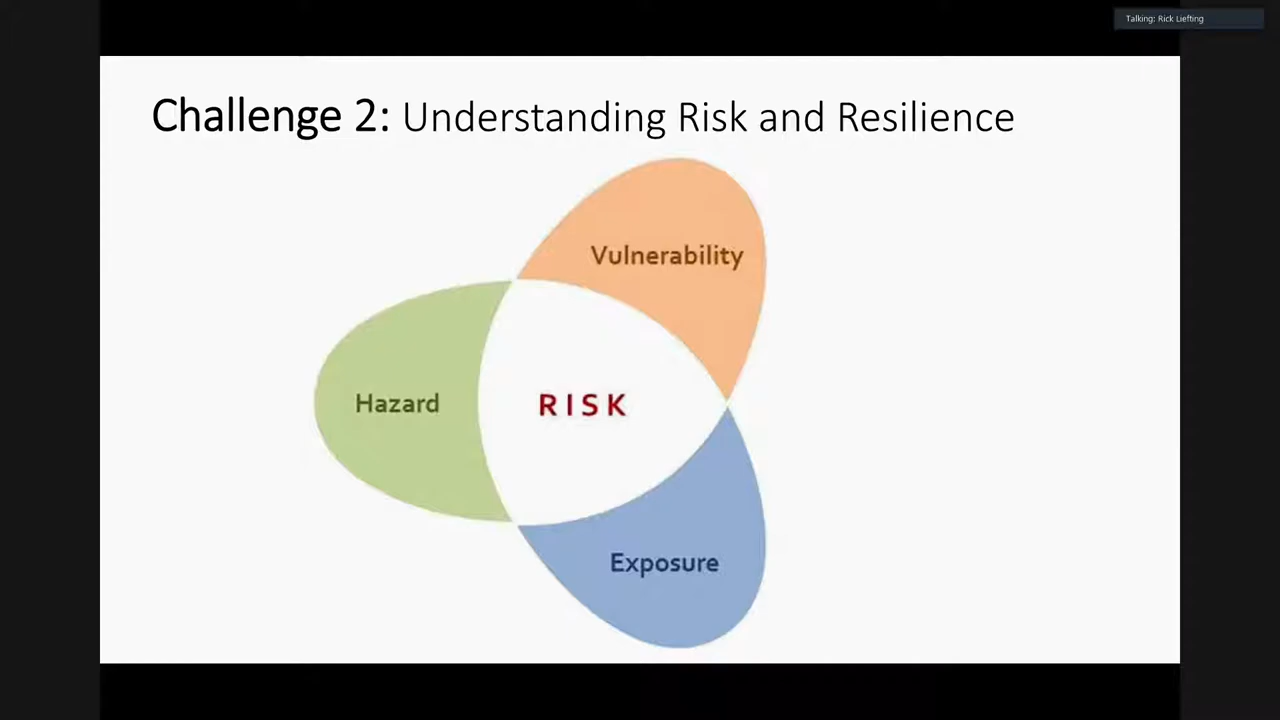 Talking: Rick Liefting
Challenge 2: Understanding Risk and Resilience
Vulnerability
Hazard
RISK
Exposure